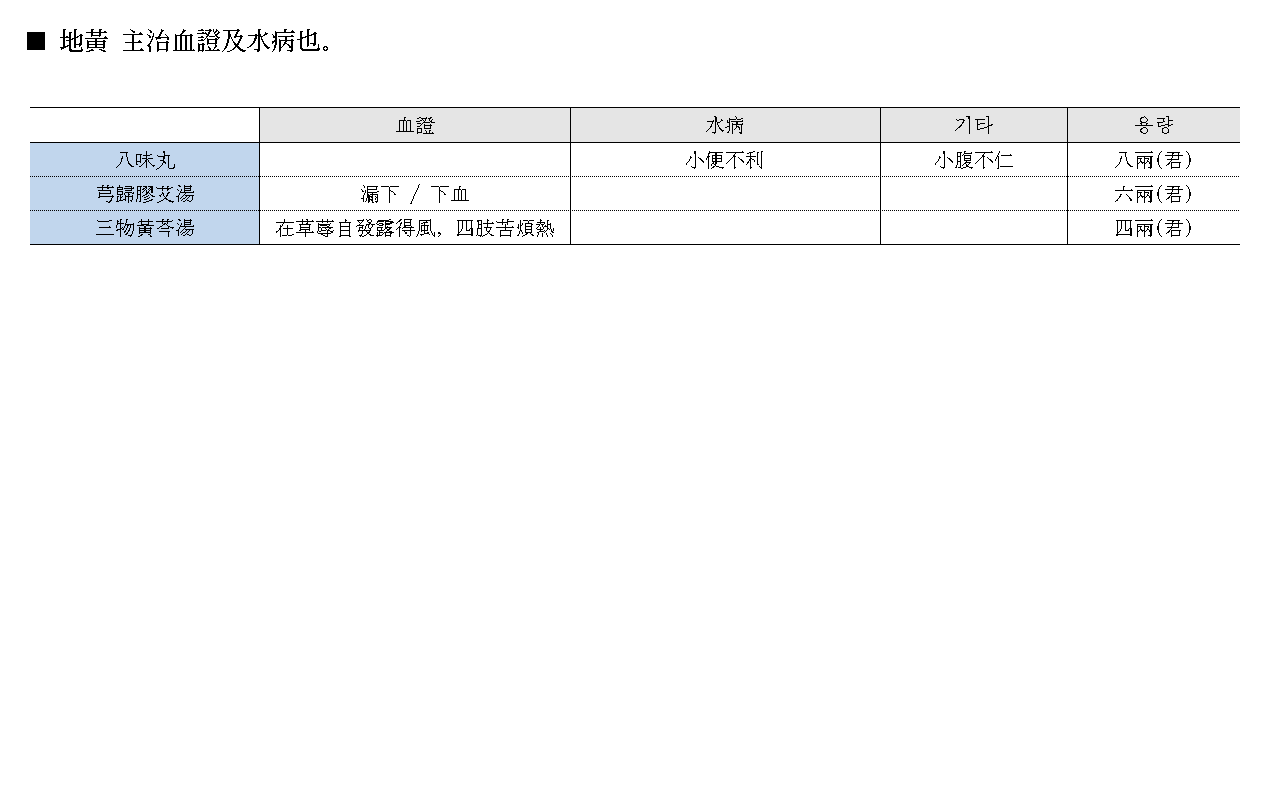 ■ 地黃 主治血證及水病也。
血證 水病 기타 용량
八味丸 小便不利 小腹不仁 八兩(君)
芎歸膠艾湯 漏下 / 下血 六兩(君)
三物黃芩湯 在草蓐自發露得風, 四肢苦煩熱 四兩(君)